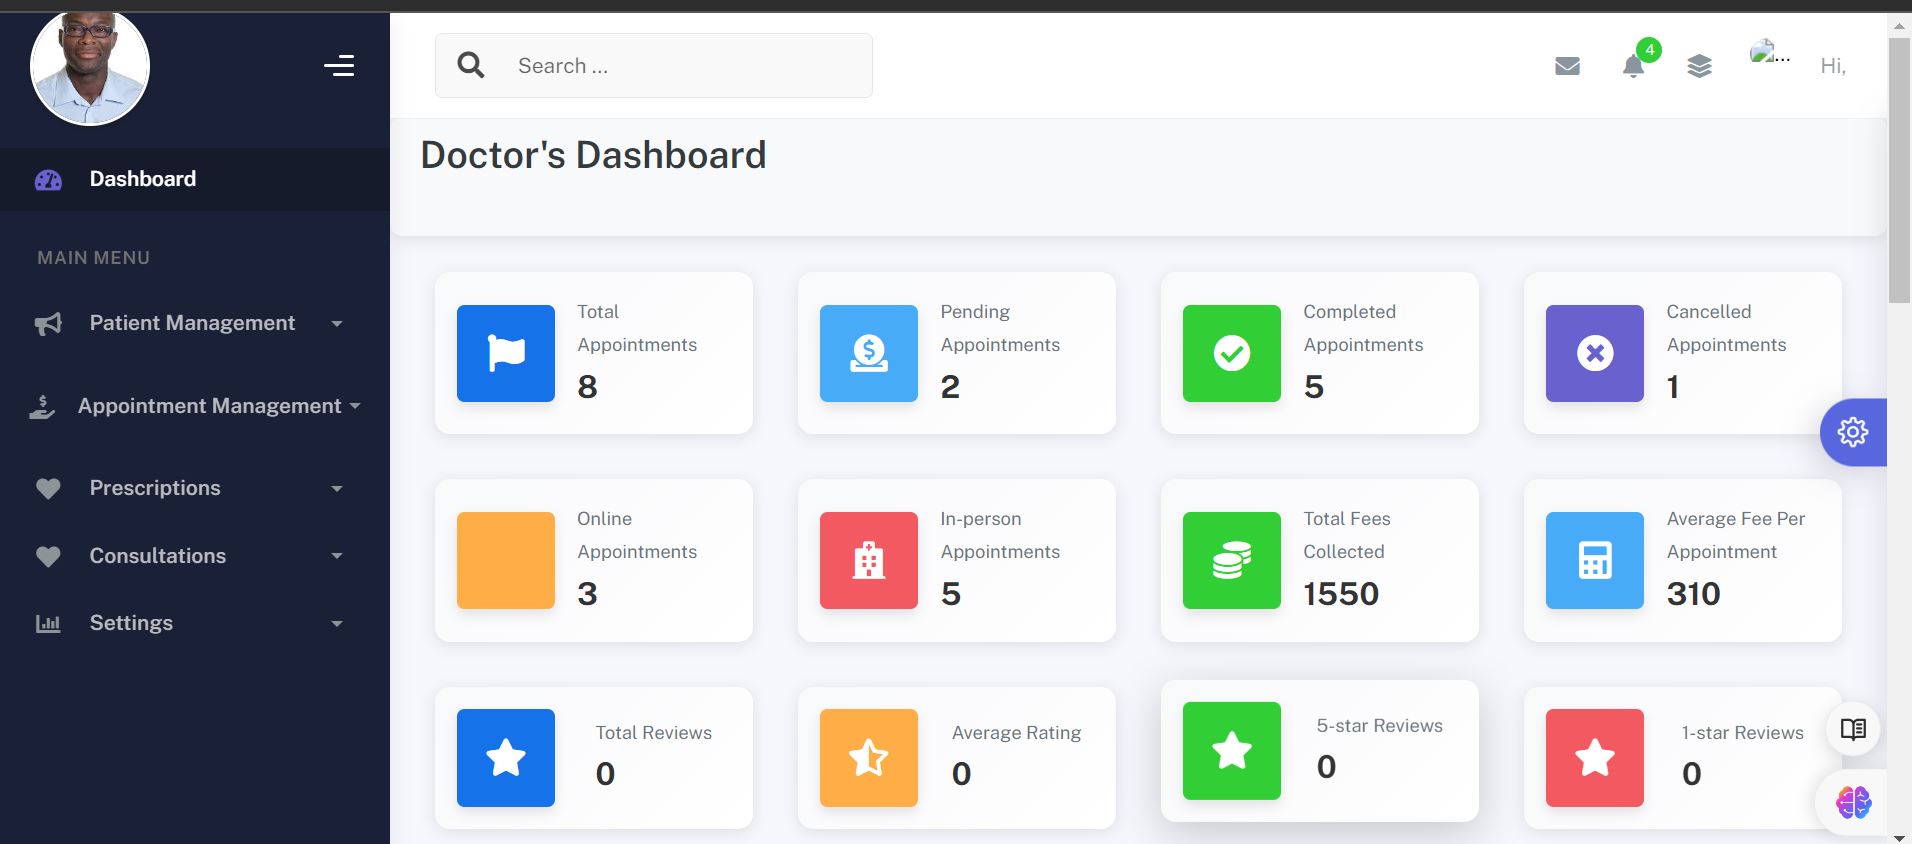 Search ...
4
...
Hi,
Dashboard
MAIN MENU
Patient Management
Appointment Management
Prescriptions
Consultations
Settings
Doctor's Dashboard
Total
Appointments
8
Pending
Appointments
2
Completed
Appointments
5
Cancelled
Appointments
1
Online
Appointments
3
In-person
Appointments
5
Total Fees
Collected
1550
Average Fee Per
Appointment
310
Total Reviews
0
Average Rating
0
5-star Reviews
0
1-star Reviews
0